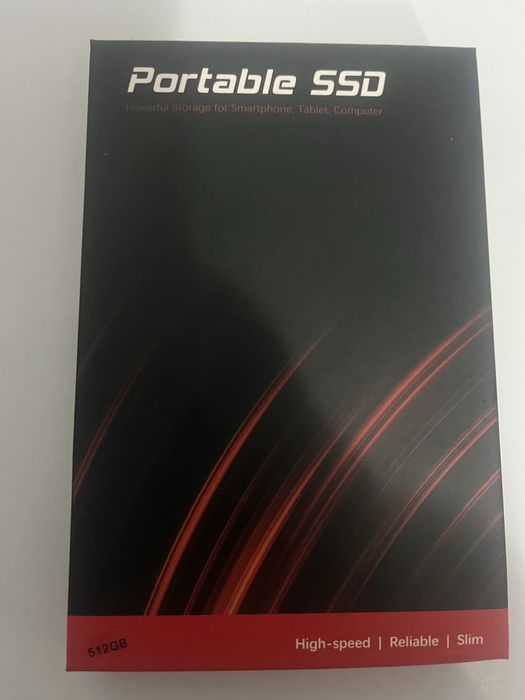 Portable SSD
Powerful Storage for Smartphone, Tablet, Computer
512GB
High-speed | Reliable | Slim